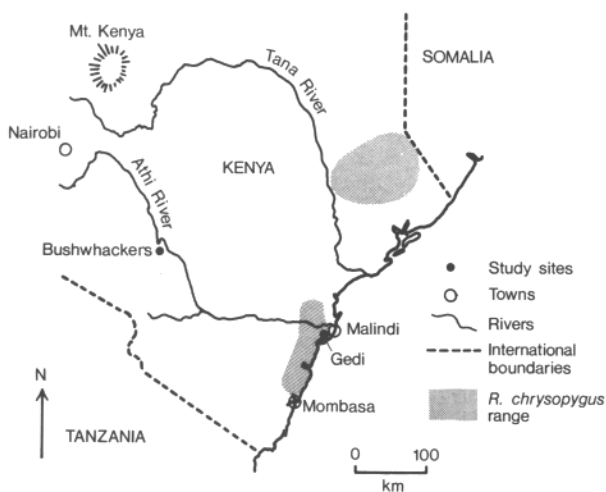 Mt. Kenya
SOMALIA
Tana River
Nairobi
KENYA
Athi River
Bushwhackers
Study sites
Towns
Malindi
Rivers
Gedi
International
boundaries
N
R. chrysopygus
range
Mombasa
TANZANIA
0 100
km